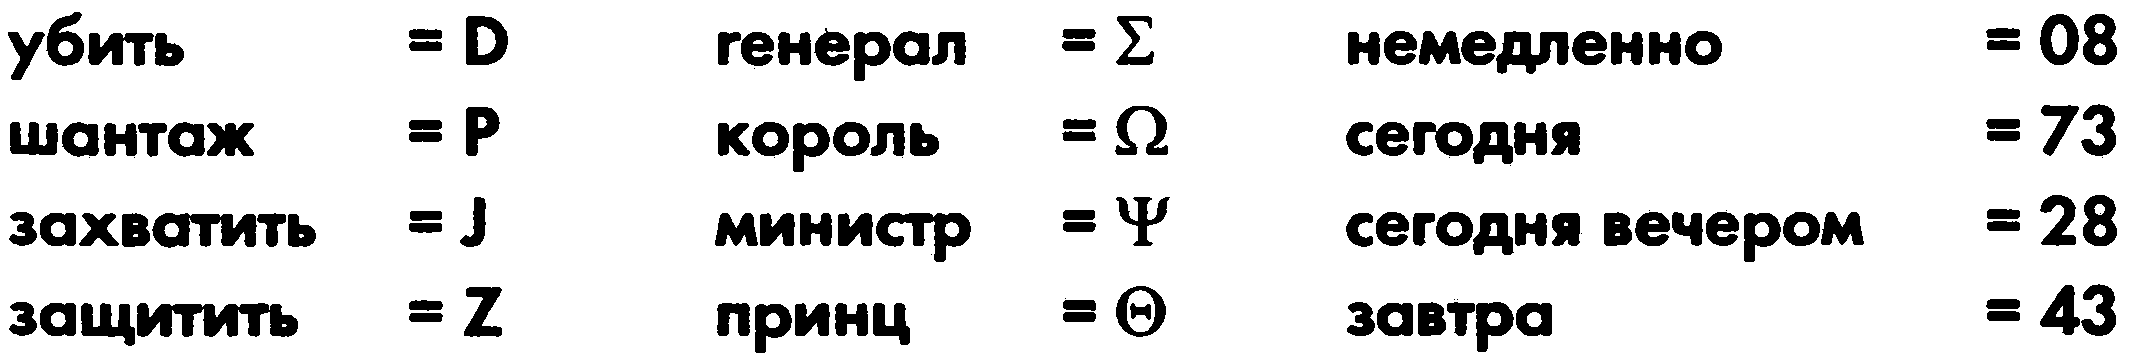 убить = D генерал = Σ немедленно = 08
шантаж = P король = Ω сегодня = 73
захватить = J министр = Ψ сегодня вечером = 28
защитить = Z принц = Θ завтра = 43